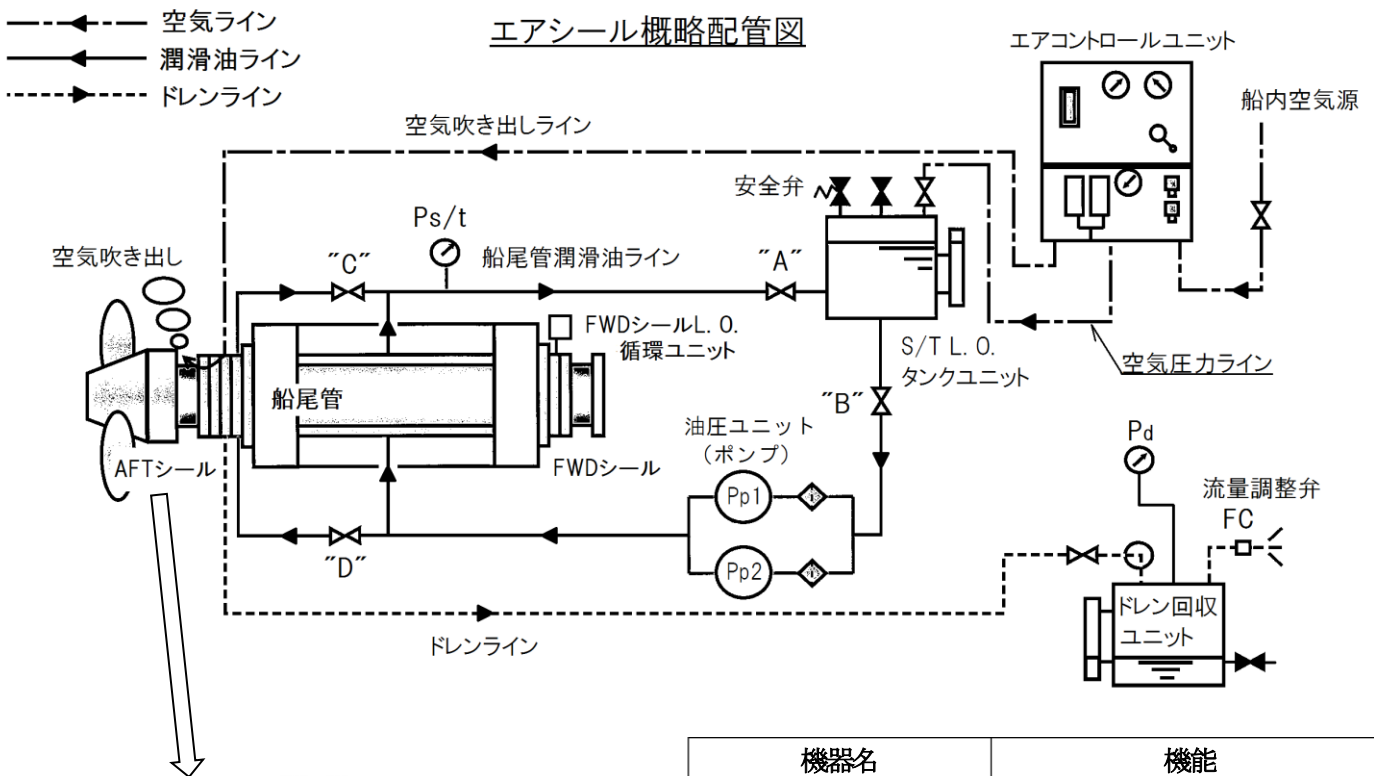 空気ライン
潤滑油ライン
ドレンライン
エアシール概略配管図
エアコントロールユニット
船内空気源
空気吹き出しライン
安全弁
Ps/t
空気吹き出し
"C"
船尾管潤滑油ライン
"A"
FWDシールL.O.
循環ユニット
S/T L.O.
タンクユニット
空気圧力ライン
船尾管
"B"
油圧ユニット
(ポンプ)
Pd
AFTシール
FWDシール
Pp1
流量調整弁
FC
"D"
Pp2
ドレン回収
ユニット
ドレンライン
機器名 機能